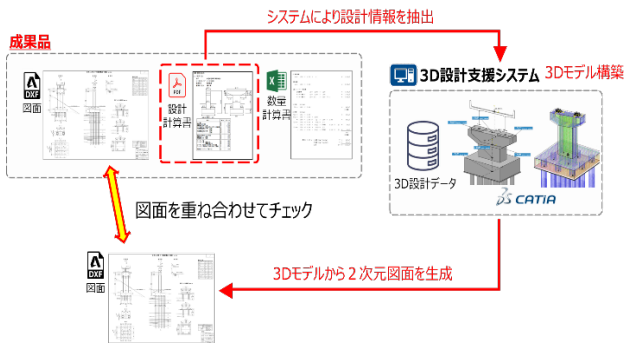 システムにより設計情報を抽出
成果品
DXF
図面
PDF
設計
計算書
数量
計算書
3D設計支援システム
3Dモデル構築
3D設計データ
CATIA
図面を重ね合わせてチェック
DXF
図面
3Dモデルから２次元図面を生成